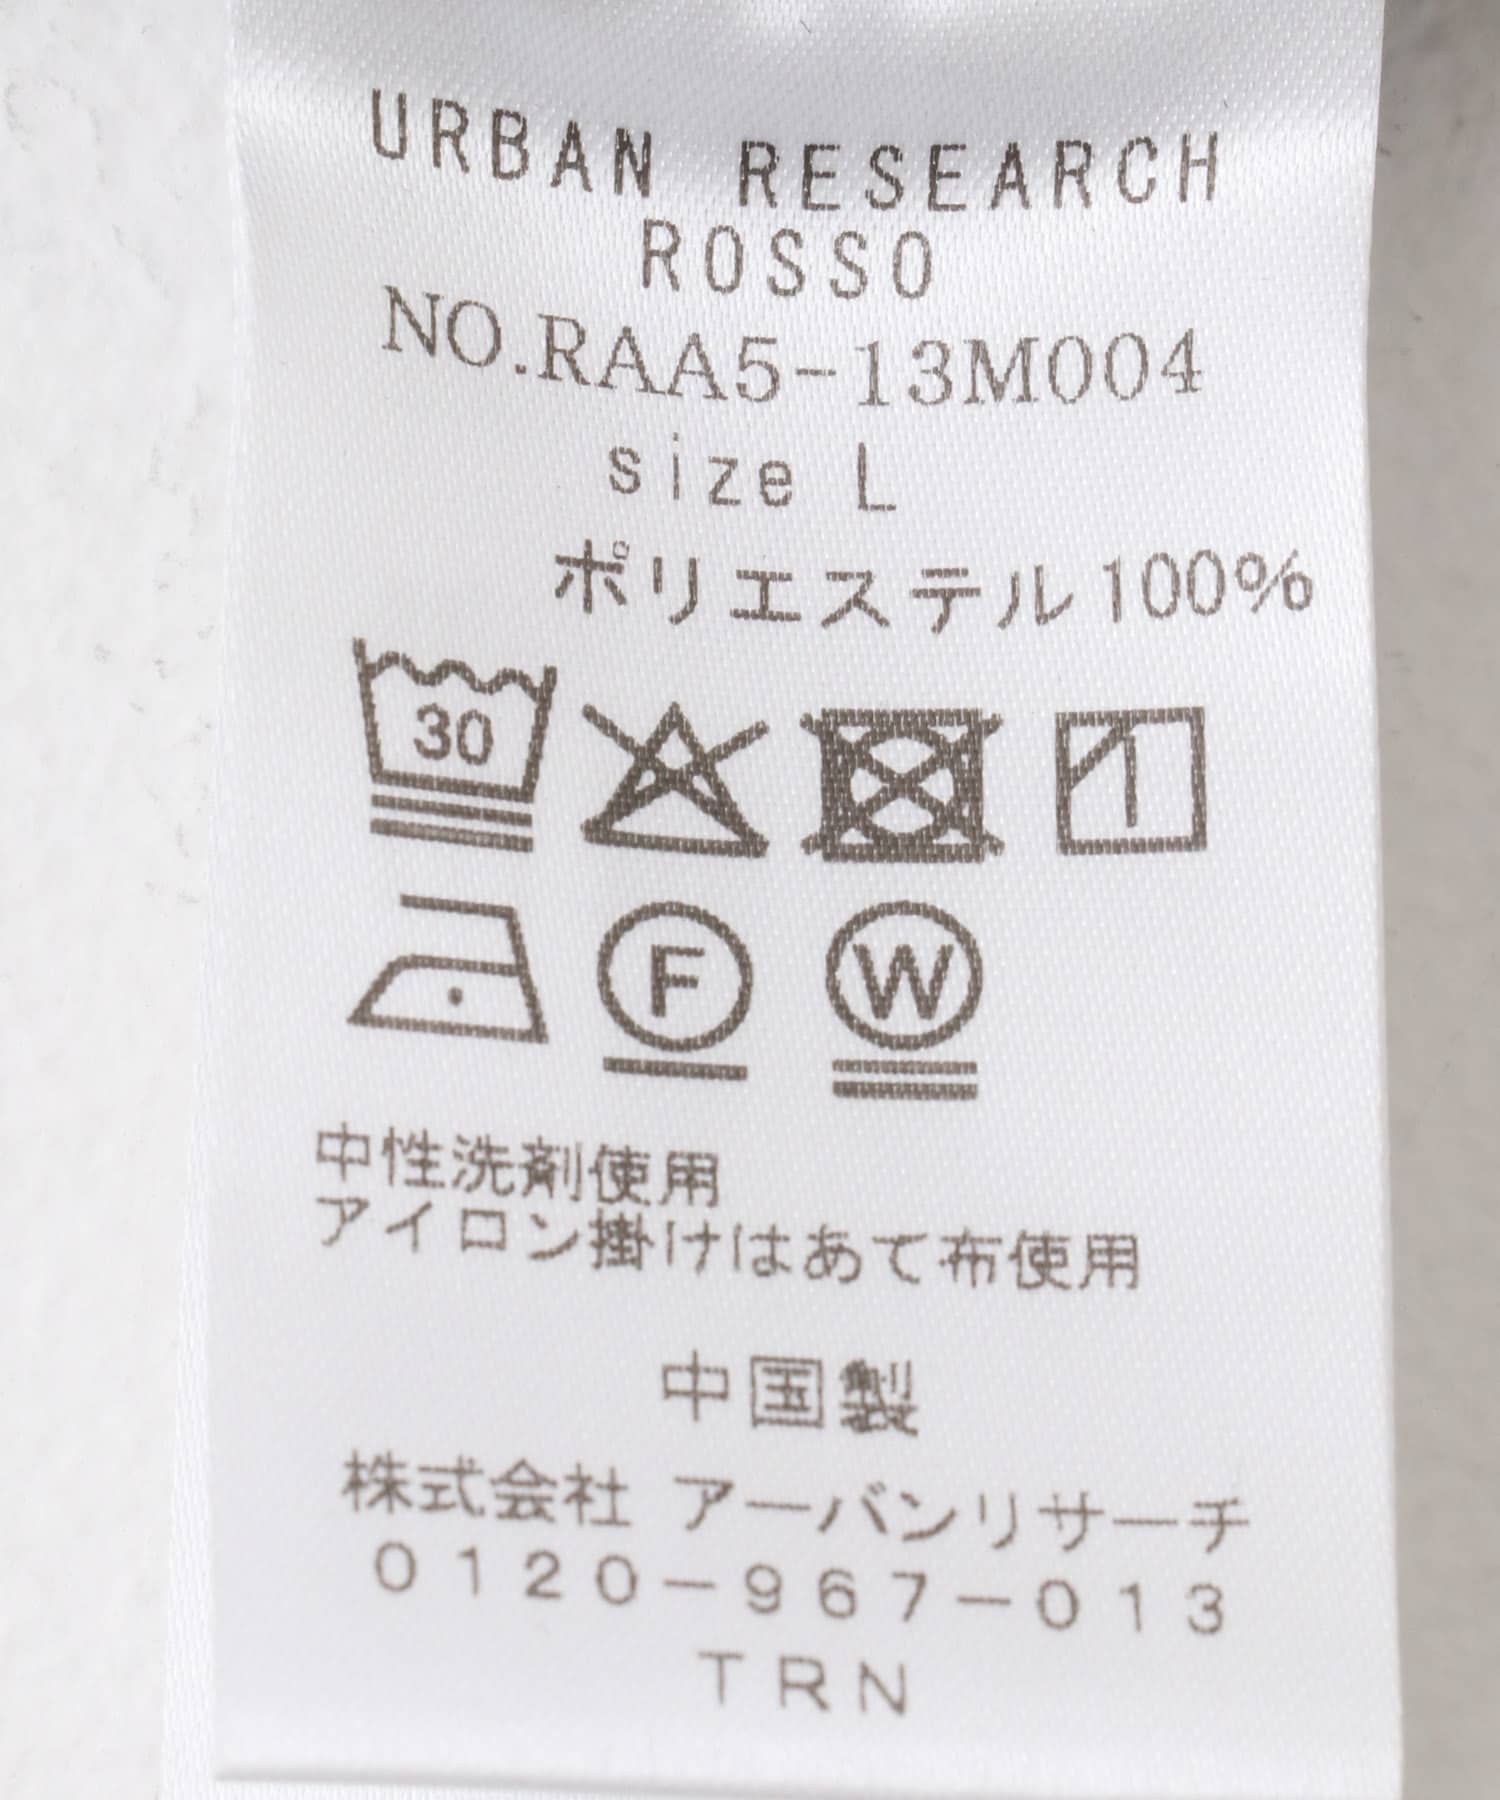 URBAN RESEARCH
ROSSO
NO.RAA5-13M004
size L
ポリエステル100%
30
F W
中性洗剤使用
アイロン掛けはあて布使用
中国製
株式会社 アーバンリサーチ
0120-967-013
TRN